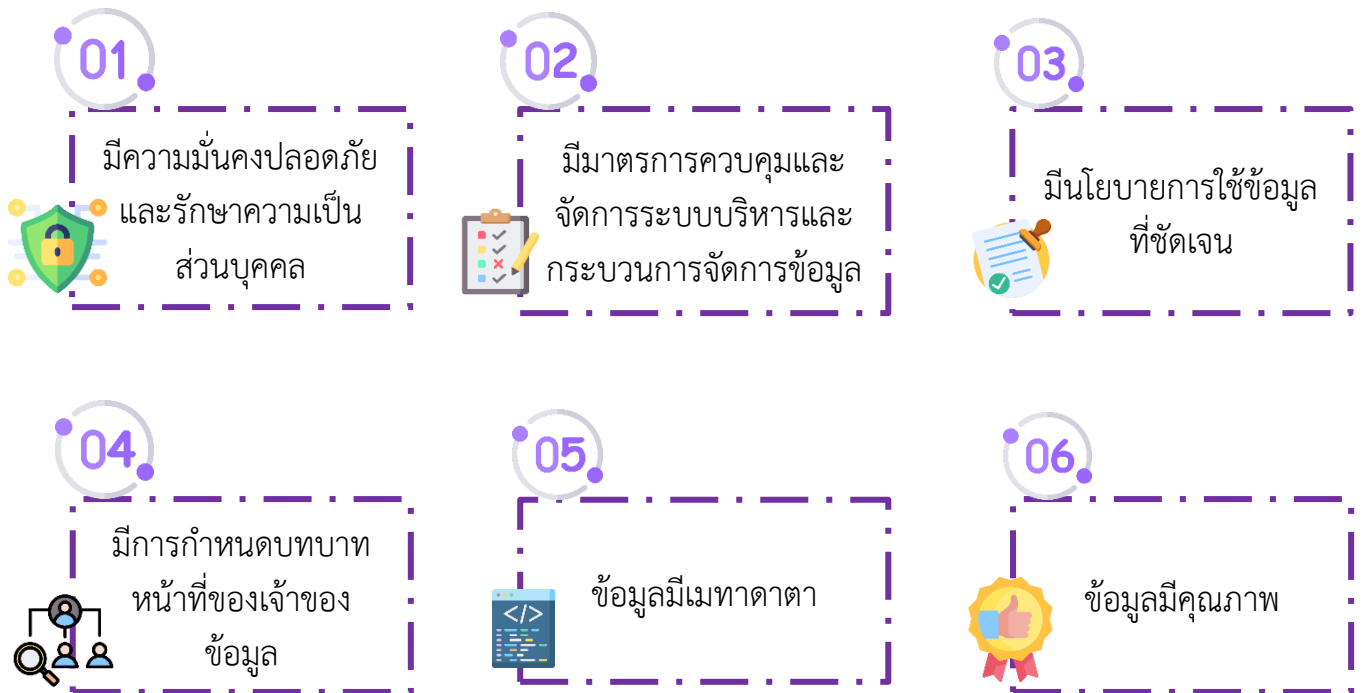 01
มีความมั่นคงปลอดภัย
และรักษาความเป็น
ส่วนบุคคล
02
มีมาตรการควบคุมและ
จัดการระบบบริหารและ
กระบวนการจัดการข้อมูล
03
มีนโยบายการใช้ข้อมูล
ที่ชัดเจน
04
มีการกำหนดบทบาท
หน้าที่ของเจ้าของ
ข้อมูล
05
</>
ข้อมูลมีเมทาดาตา
06
ข้อมูลมีคุณภาพ